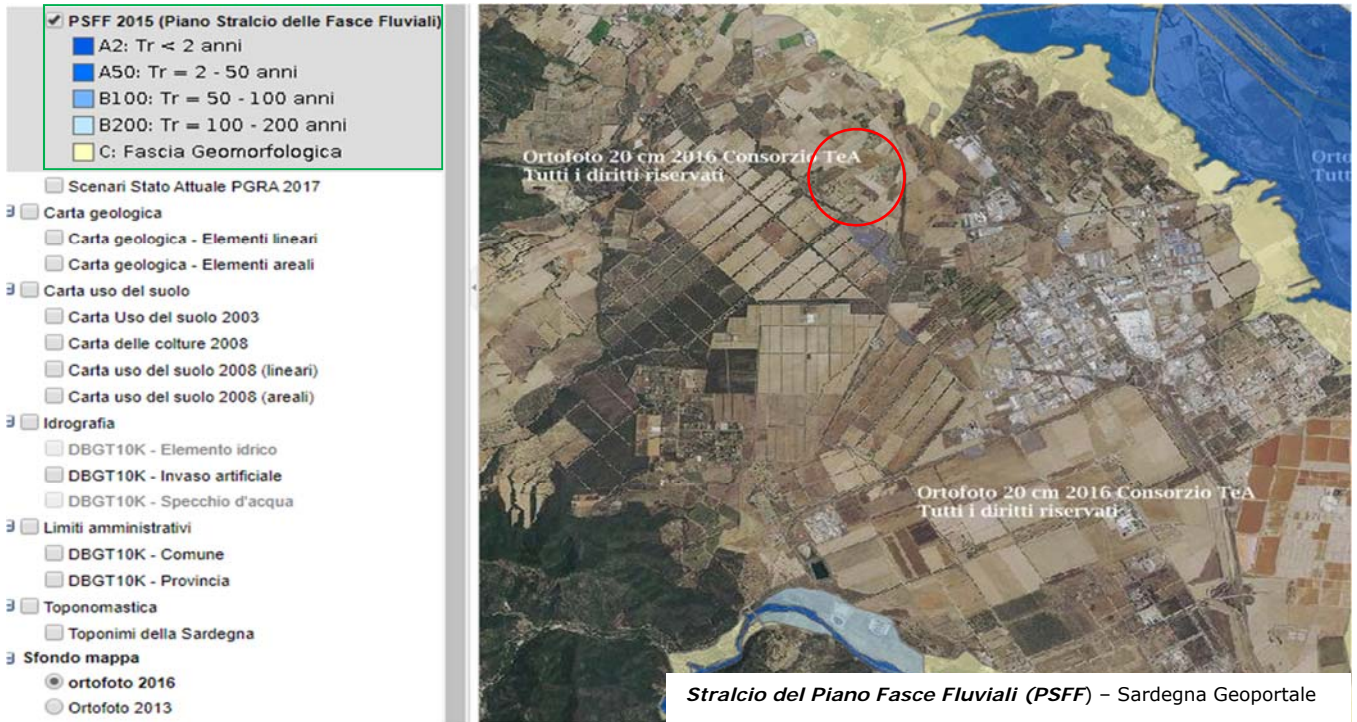 PSFF 2015 (Piano Stralcio delle Fasce Fluviali)
A2: Tr < 2 anni
A50: Tr = 2 - 50 anni
B100: Tr = 50 - 100 anni
B200: Tr = 100 - 200 anni
C: Fascia Geomorfologica
Scenari Stato Attuale PGRA 2017
Carta geologica
Carta geologica - Elementi lineari
Carta geologica - Elementi areali
Carta uso del suolo
Carta Uso del suolo 2003
Carta delle colture 2008
Carta uso del suolo 2008 (lineari)
Carta uso del suolo 2008 (areali)
Idrografia
DBGT10K - Elemento idrico
DBGT10K - Invaso artificiale
DBGT10K - Specchio d'acqua
Limiti amministrativi
DBGT10K - Comune
DBGT10K - Provincia
Toponomastica
Toponimi della Sardegna
Sfondo mappa
ortofoto 2016
Ortofoto 2013
Ortofoto 20 cm 2016 Consorzio TeA
Tutti i diritti riservati
Orto
Tutt
Ortofoto 20 cm 2016 Consorzio TeA
Tutti i diritti riservati
Stralcio del Piano Fasce Fluviali (PSFF) – Sardegna Geoportale